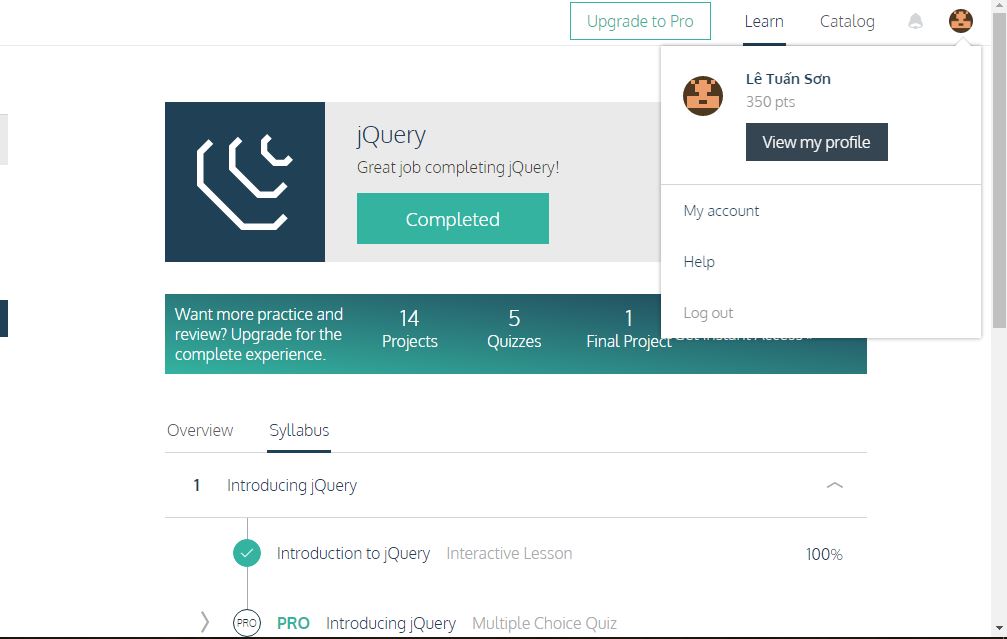 Upgrade to Pro
Learn
Catalog
Lê Tuấn Sơn
350 pts
View my profile
My account
Help
Log out
jQuery
Great job completing jQuery!
Completed
Want more practice and
review? Upgrade for the
complete experience.
14
Projects
5
Quizzes
1
Final Project
Get Instant Access
Overview
Syllabus
1 Introducing jQuery
Introduction to jQuery Interactive Lesson 100%
PRO PRO Introducing jQuery Multiple Choice Quiz